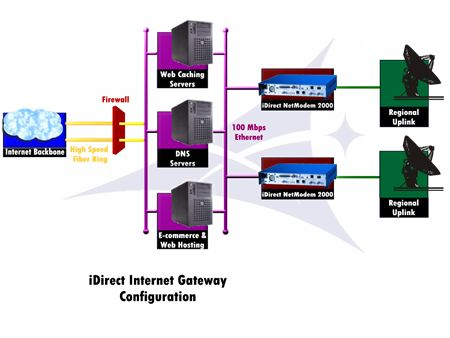 Web Caching
Servers
Firewall
iDirect NetModem 2000
Regional
Uplink
Internet Backbone
High Speed
Fiber Ring
DNS
Servers
100 Mbps
Ethernet
iDirect NetModem 2000
Regional
Uplink
E-commerce &
Web Hosting
iDirect Internet Gateway
Configuration